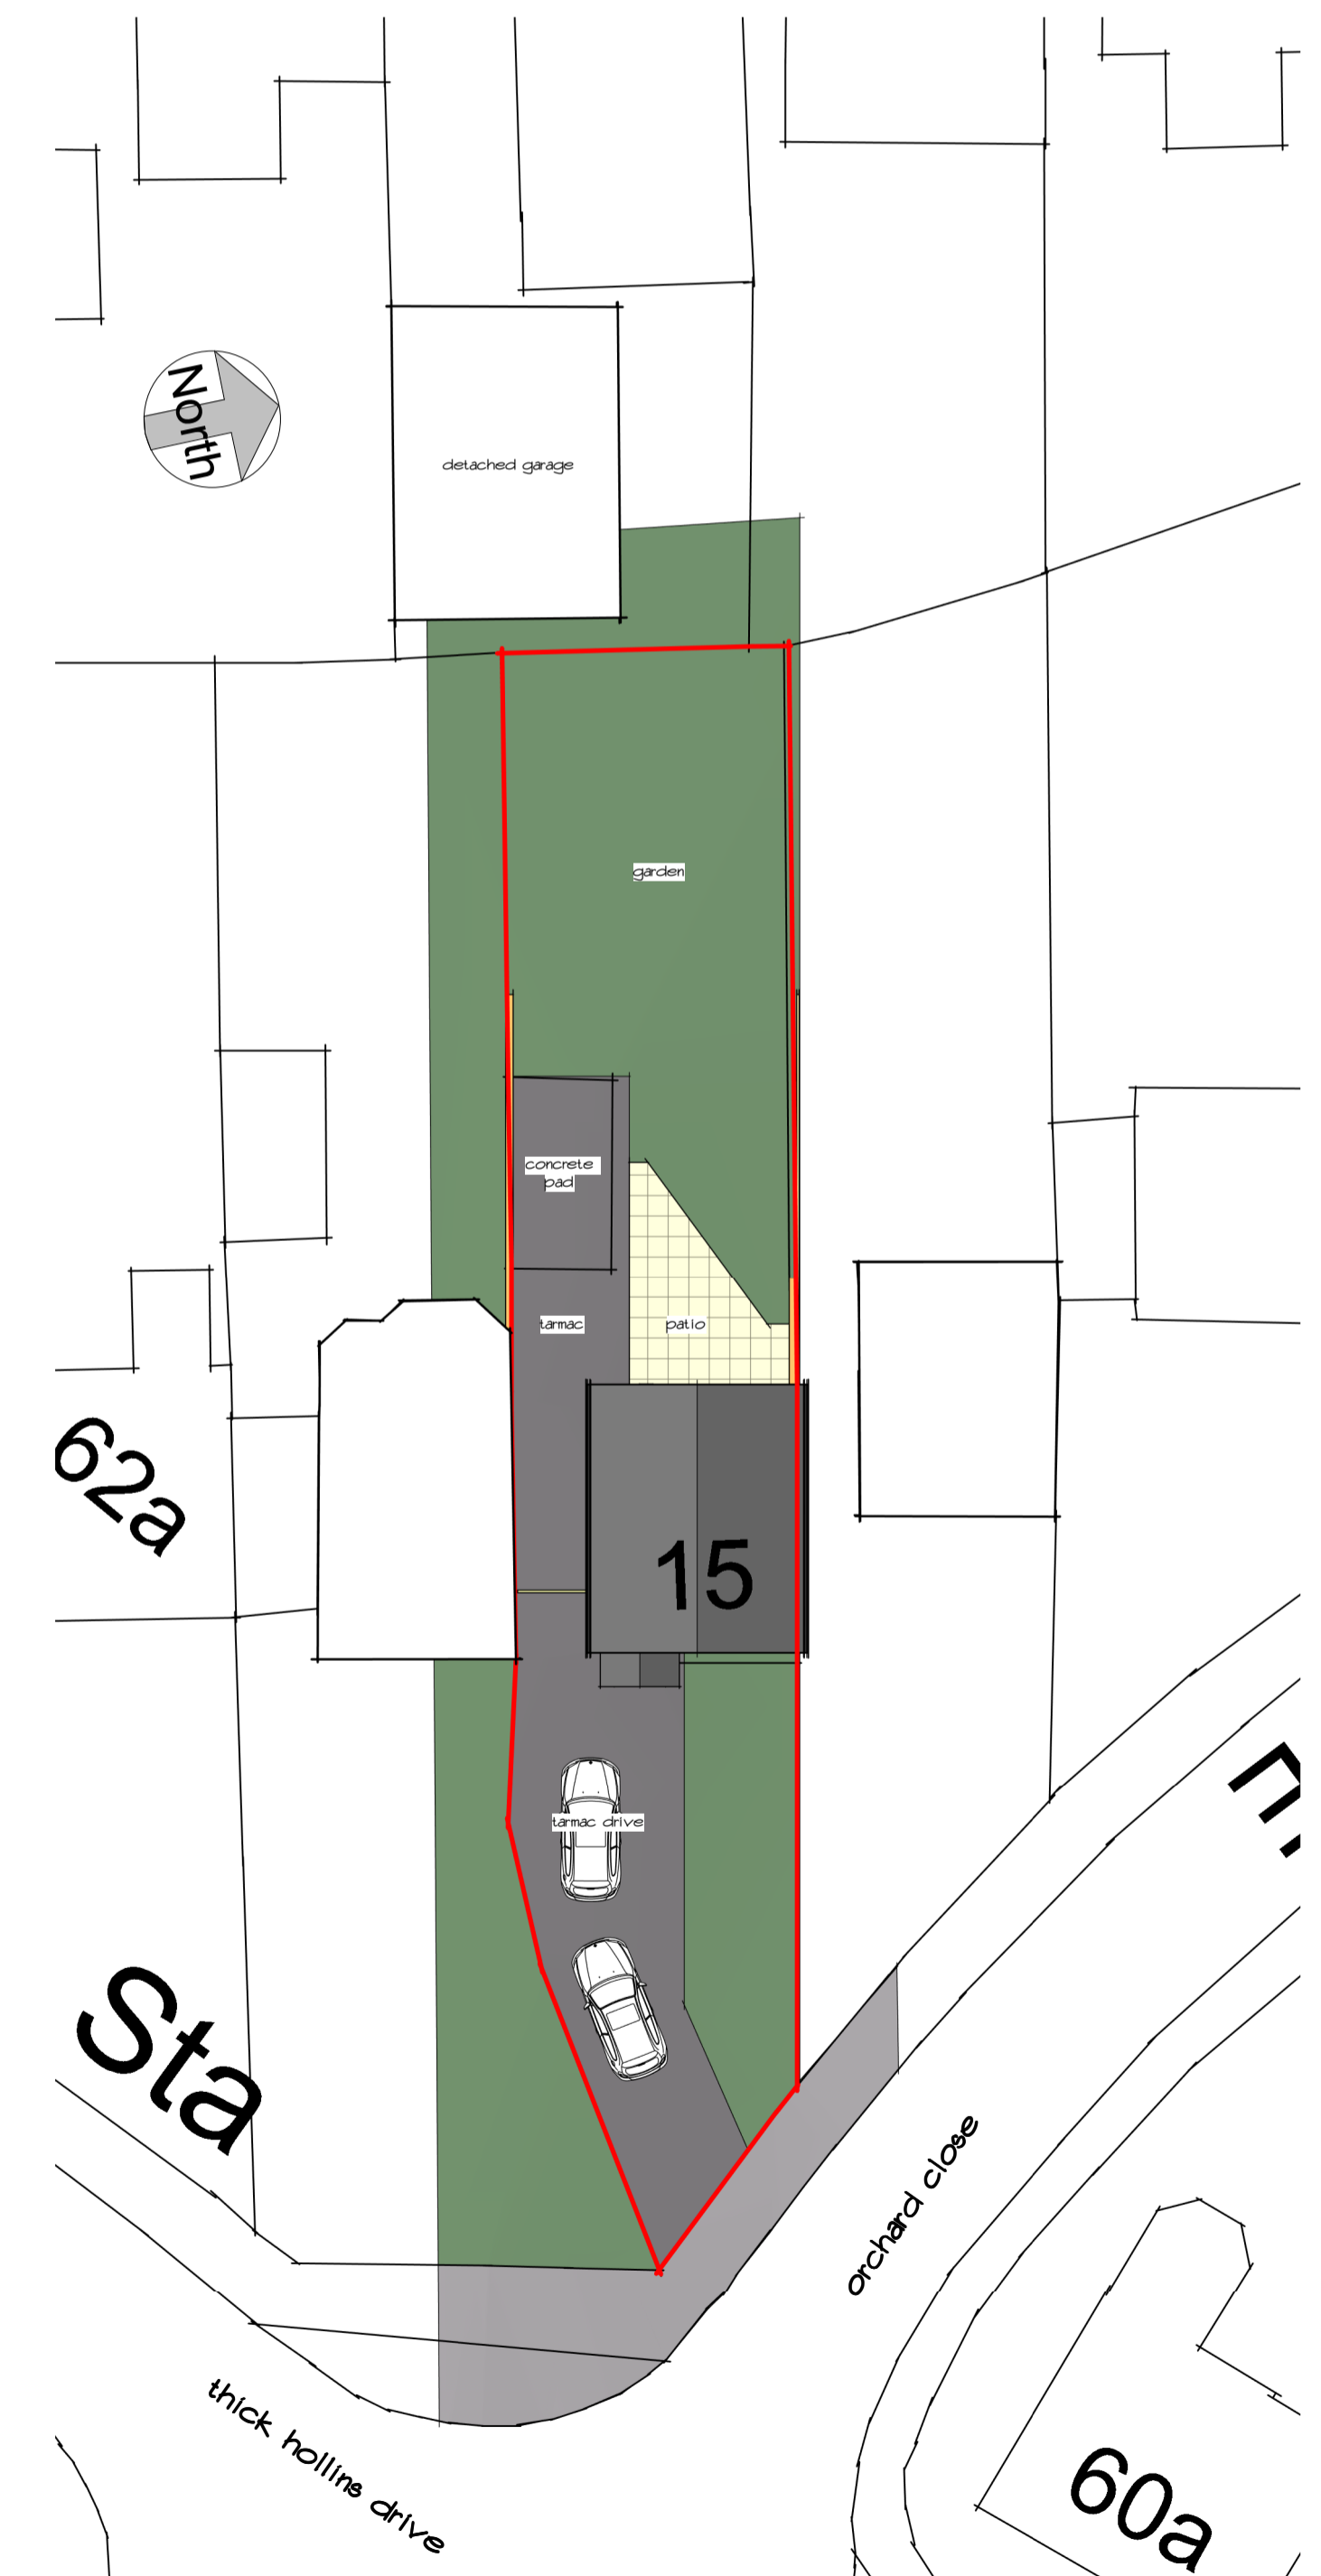 North
detached garage
garden
concrete
pad
tarmac
patio
62a
15
tarmac drive
Sta
orchard close
thick hollins drive
60a